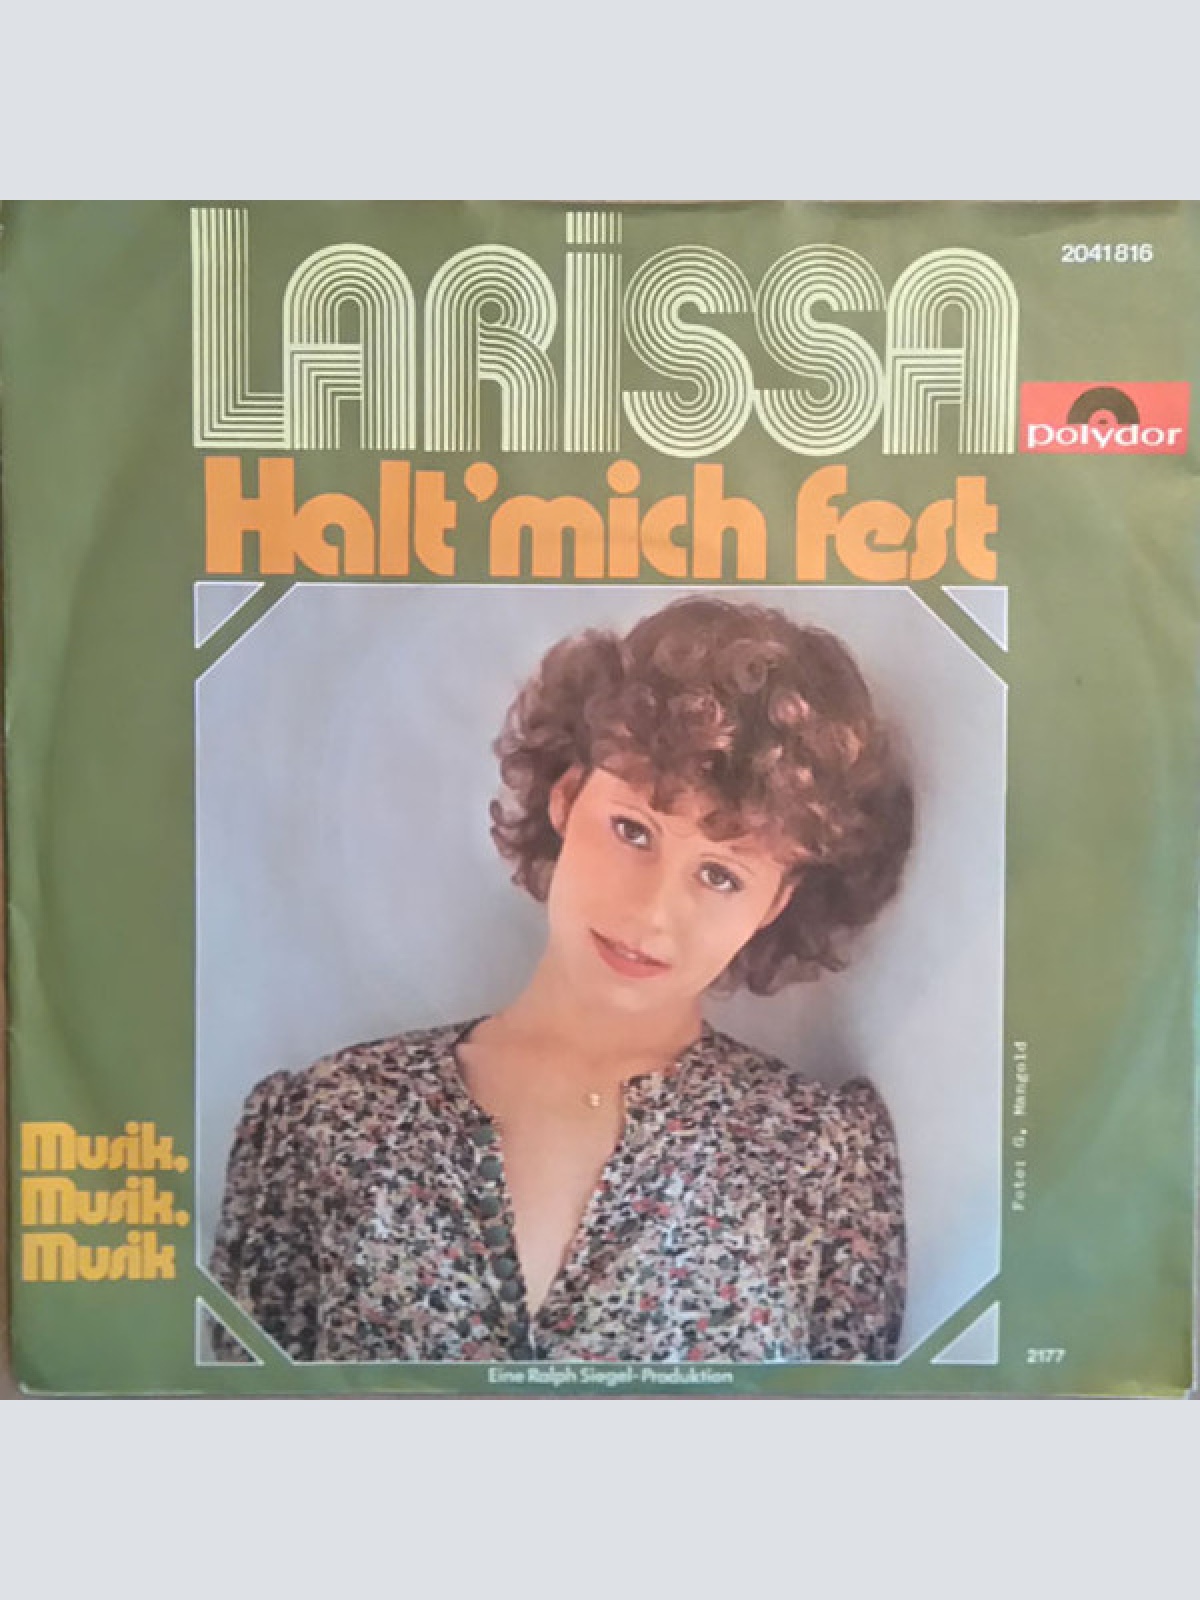 Larissa
2041816
polydor
Halt' mich fest
Musik,
Musik,
Musik
Foto: G. Mangold
2177
Eine Ralph Siegel-Produktion